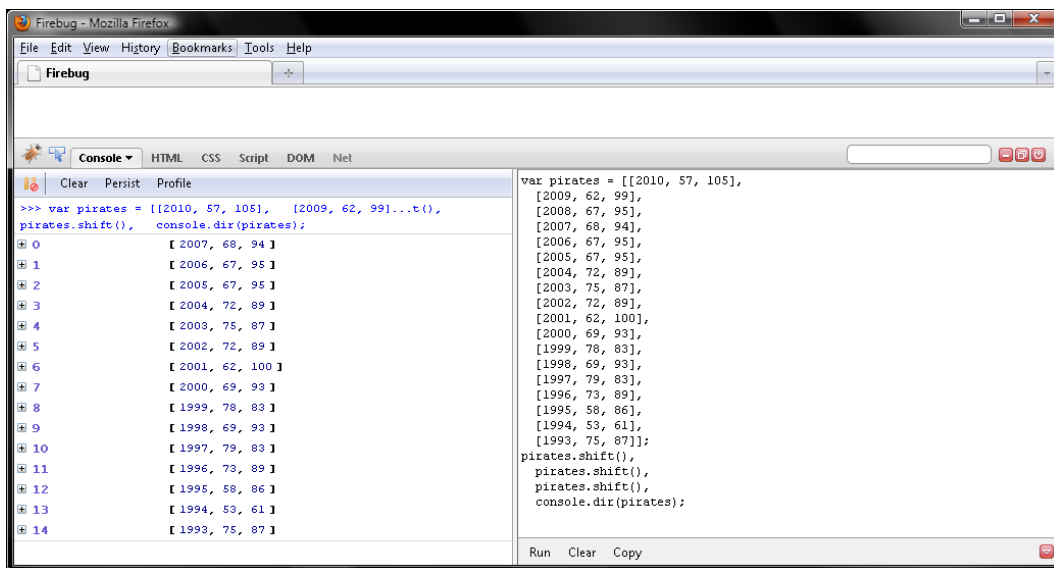 Firebug - Mozilla Firefox
File Edit View History Bookmarks Tools Help
Firebug
Console HTML CSS Script DOM Net
Clear Persist Profile
>>> var pirates = [[2010, 57, 105], [2009, 62, 99]...t(),
pirates.shift(), console.dir(pirates);
0 [ 2007, 68, 94 ]
1 [ 2006, 67, 95 ]
2 [ 2005, 67, 95 ]
3 [ 2004, 72, 89 ]
4 [ 2003, 75, 87 ]
5 [ 2002, 72, 89 ]
6 [ 2001, 62, 100 ]
7 [ 2000, 69, 93 ]
8 [ 1999, 78, 83 ]
9 [ 1998, 69, 93 ]
10 [ 1997, 79, 83 ]
11 [ 1996, 73, 89 ]
12 [ 1995, 58, 86 ]
13 [ 1994, 53, 61 ]
14 [ 1993, 75, 87 ]
var pirates = [[2010, 57, 105],
[2009, 62, 99],
[2008, 67, 95],
[2007, 68, 94],
[2006, 67, 95],
[2005, 67, 95],
[2004, 72, 89],
[2003, 75, 87],
[2002, 72, 89],
[2001, 62, 100],
[2000, 69, 93],
[1999, 78, 83],
[1998, 69, 93],
[1997, 79, 83],
[1996, 73, 89],
[1995, 58, 86],
[1994, 53, 61],
[1993, 75, 87]];
pirates.shift(),
pirates.shift(),
pirates.shift(),
console.dir(pirates);
Run Clear Copy